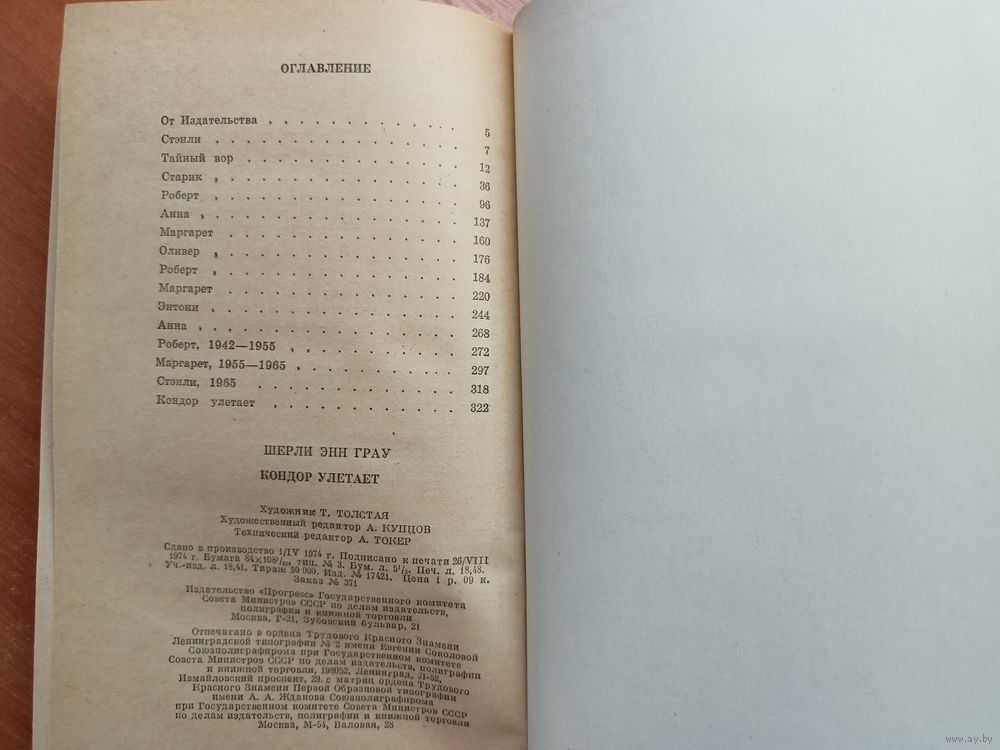 ОГЛАВЛЕНИЕ
От Издательства . . . . . . . . . . 5
Стэнли . . . . . . . . . . . . 7
Тайный вор . . . . . . . . . . . 12
Старик . . . . . . . . . . . . 36
Роберт . . . . . . . . . . . . 96
Анна . . . . . . . . . . . . 137
Маргарет . . . . . . . . . . . 160
Оливер . . . . . . . . . . . . 176
Роберт . . . . . . . . . . . . 184
Маргарет . . . . . . . . . . . 220
Энтони . . . . . . . . . . . . 244
Анна . . . . . . . . . . . . 268
Роберт, 1942—1955 . . . . . . . . . 272
Маргарет, 1955—1965 . . . . . . . . 297
Стэнли, 1965 . . . . . . . . . . 318
Кондор улетает . . . . . . . . . . 322
ШЕРЛИ ЭНН ГРАУ
КОНДОР УЛЕТАЕТ
Художник Т. ТОЛСТАЯ
Художественный редактор А. КУПЦОВ
Технический редактор А. ТОКЕР
Сдано в производство 1/IV 1974 г. Подписано к печати 26/VIII
1974 г. Бумага 84×108 1/32, тип. № 3. Бум. л. 5 1/2. Печ. л. 18,48.
Уч.-изд. л. 18,41. Тираж 50 000. Изд. № 17421. Цена 1 р. 09 к.
Заказ № 371
Издательство «Прогресс» Государственного комитета
Совета Министров СССР по делам издательств,
полиграфии и книжной торговли
Москва, Г-21, Зубовский бульвар, 21
Отпечатано в ордена Трудового Красного Знамени
Ленинградской типографии № 2 имени Евгении Соколовой
Союзполиграфпрома при Государственном комитете
Совета Министров СССР по делам издательств, полиграфии
и книжной торговли, 198052, Ленинград, Л-52,
Измайловский проспект, 29. с матриц ордена Трудового
Красного Знамени Первой Образцовой типографии
имени А. А. Жданова Союзполиграфпрома
при Государственном комитете Совета Министров СССР
по делам издательств, полиграфии и книжной торговли
Москва, М-54, Валовая, 28
www.ay.by